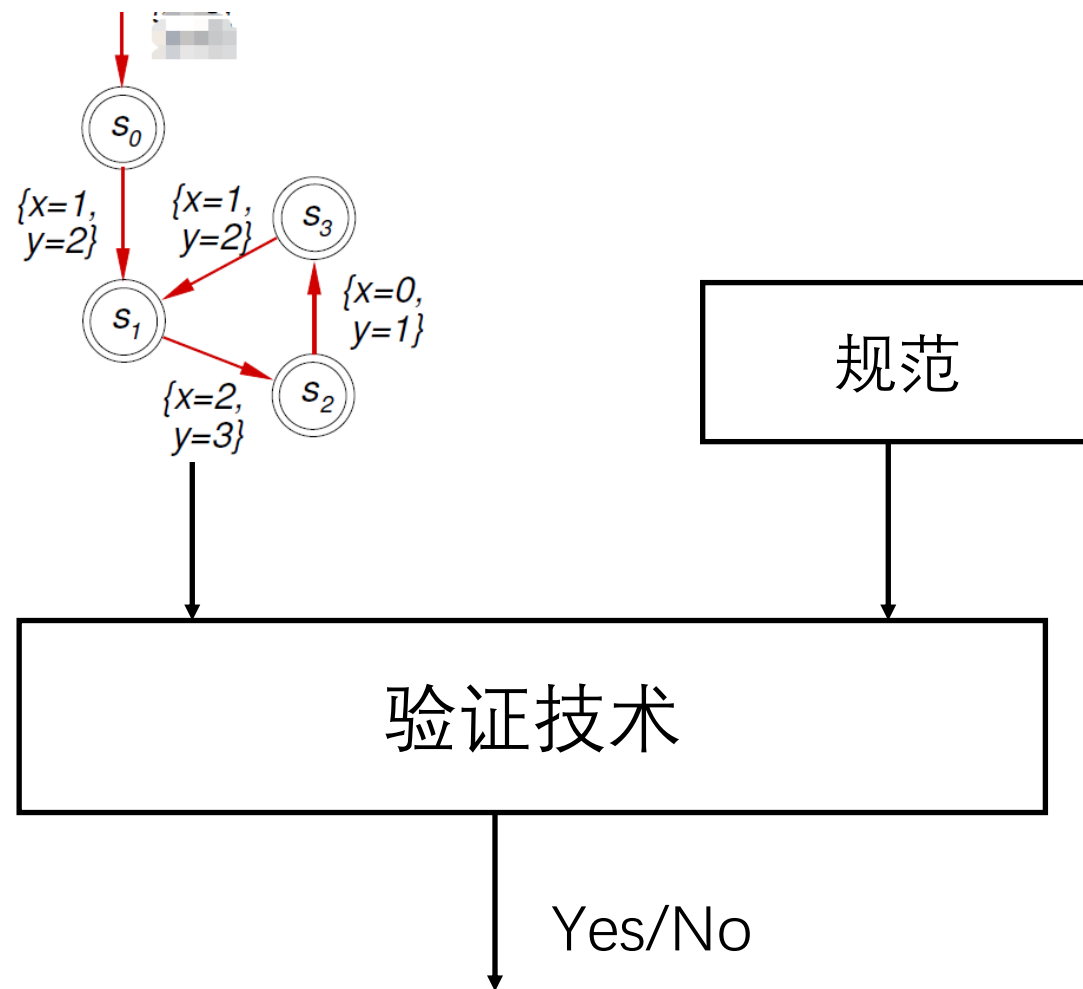 s0
{x=1,
y=2}
{x=1,
y=2}
s3
s1
{x=0,
y=1}
{x=2,
y=3}
s2
规范
验证技术
Yes/No